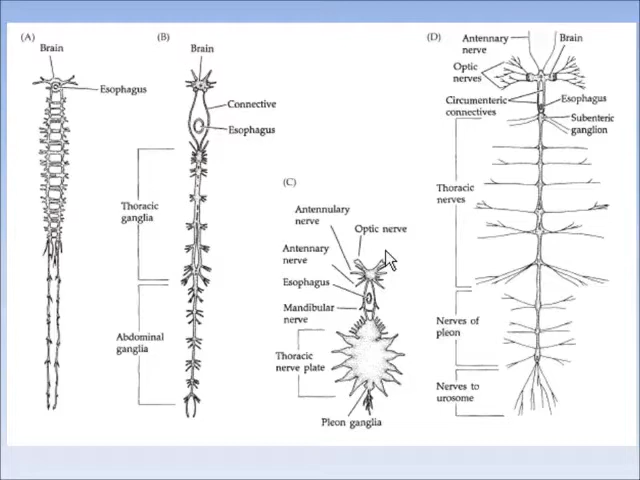 (A)
Brain
Esophagus
(B)
Brain
Connective
Esophagus
Thoracic
ganglia
Abdominal
ganglia
(C)
Antennulary
nerve
Optic nerve
Antennary
nerve
Esophagus
Mandibular
nerve
Thoracic
nerve plate
Pleon ganglia
(D)
Antennary
nerve
Brain
Optic
nerves
Circumenteric
connectives
Esophagus
Subenteric
ganglion
Thoracic
nerves
Nerves of
pleon
Nerves to
urosome